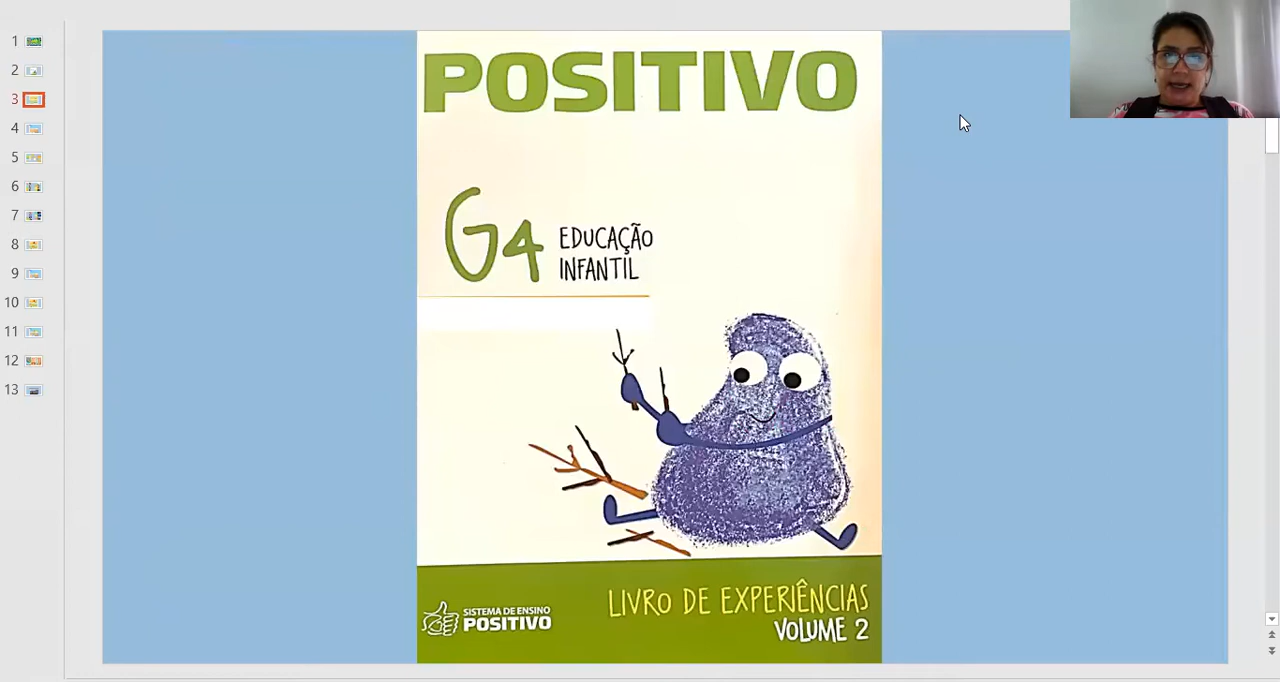 1
2
3
4
5
6
7
8
9
10
11
12
13
POSITIVO
G4 EDUCAÇÃO
INFANTIL
LIVRO DE EXPERIÊNCIAS
VOLUME 2
SISTEMA DE ENSINO
POSITIVO